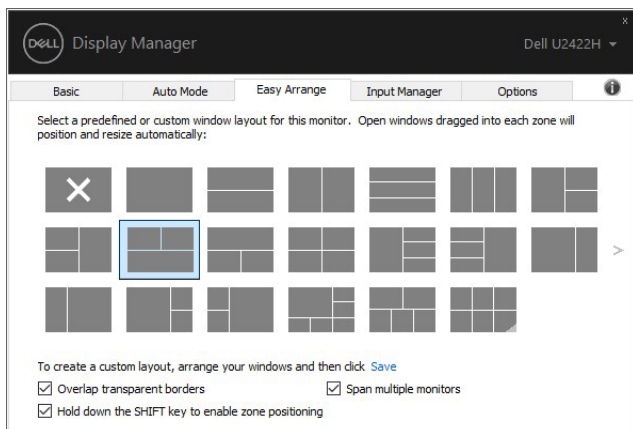 x
DELL Display Manager Dell U2422H
Basic Auto Mode Easy Arrange Input Manager Options i
Select a predefined or custom window layout for this monitor. Open windows dragged into each zone will
position and resize automatically:
>
To create a custom layout, arrange your windows and then click Save
Overlap transparent borders Span multiple monitors
Hold down the SHIFT key to enable zone positioning